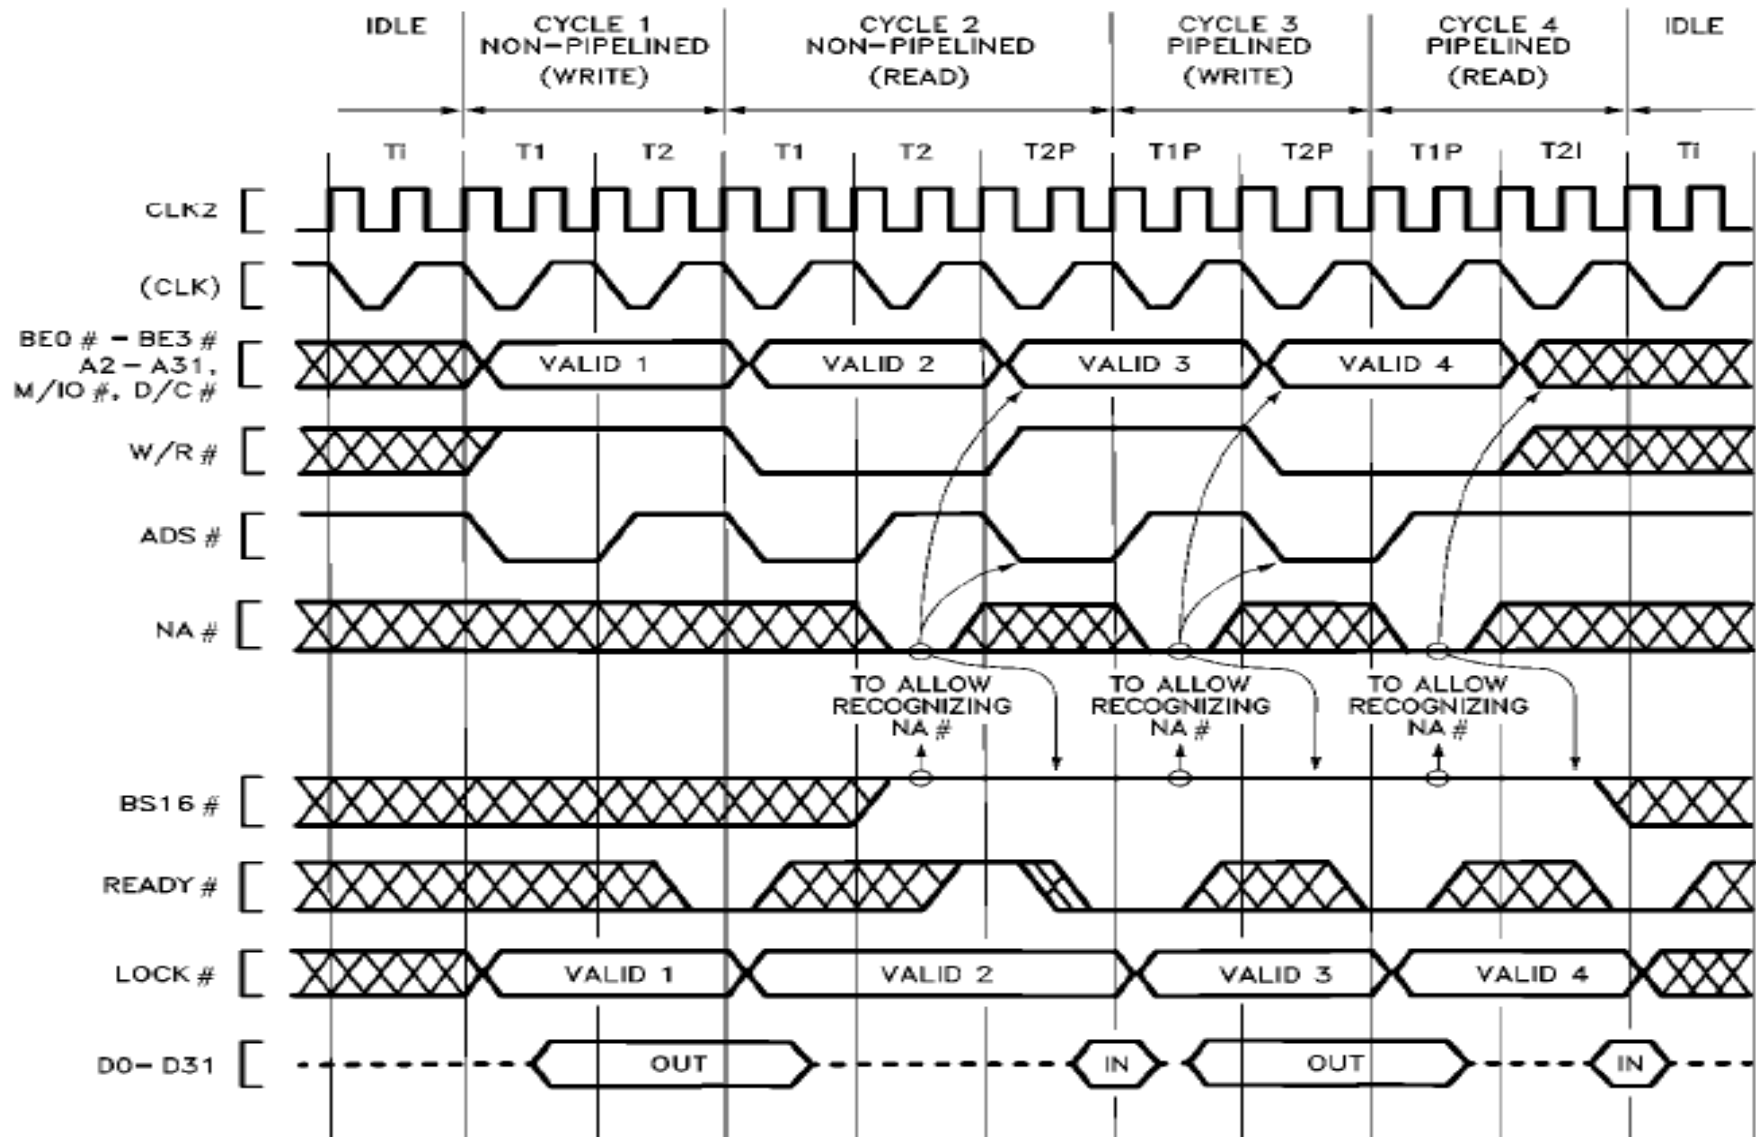 IDLE
CYCLE 1
NON-PIPELINED
(WRITE)
CYCLE 2
NON-PIPELINED
(READ)
CYCLE 3
PIPELINED
(WRITE)
CYCLE 4
PIPELINED
(READ)
IDLE
Ti T1 T2 T1 T2 T2P T1P T2P T1P T2I Ti
CLK2
(CLK)
BE0 # - BE3 #
A2 - A31,
M/IO #, D/C #
VALID 1 VALID 2 VALID 3 VALID 4
W/R #
ADS #
NA #
TO ALLOW
RECOGNIZING
NA #
TO ALLOW
RECOGNIZING
NA #
TO ALLOW
RECOGNIZING
NA #
BS16 #
READY #
LOCK #
VALID 1 VALID 2 VALID 3 VALID 4
D0 - D31
OUT IN OUT IN